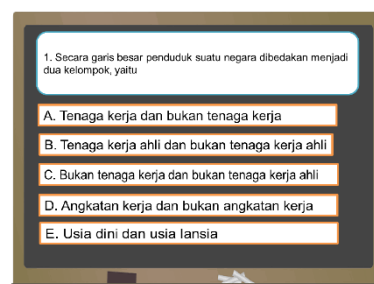 1. Secara garis besar penduduk suatu negara dibedakan menjadi
dua kelompok, yaitu
A. Tenaga kerja dan bukan tenaga kerja
B. Tenaga kerja ahli dan bukan tenaga kerja ahli
C. Bukan tenaga kerja dan bukan tenaga kerja ahli
D. Angkatan kerja dan bukan angkatan kerja
E. Usia dini dan usia lansia